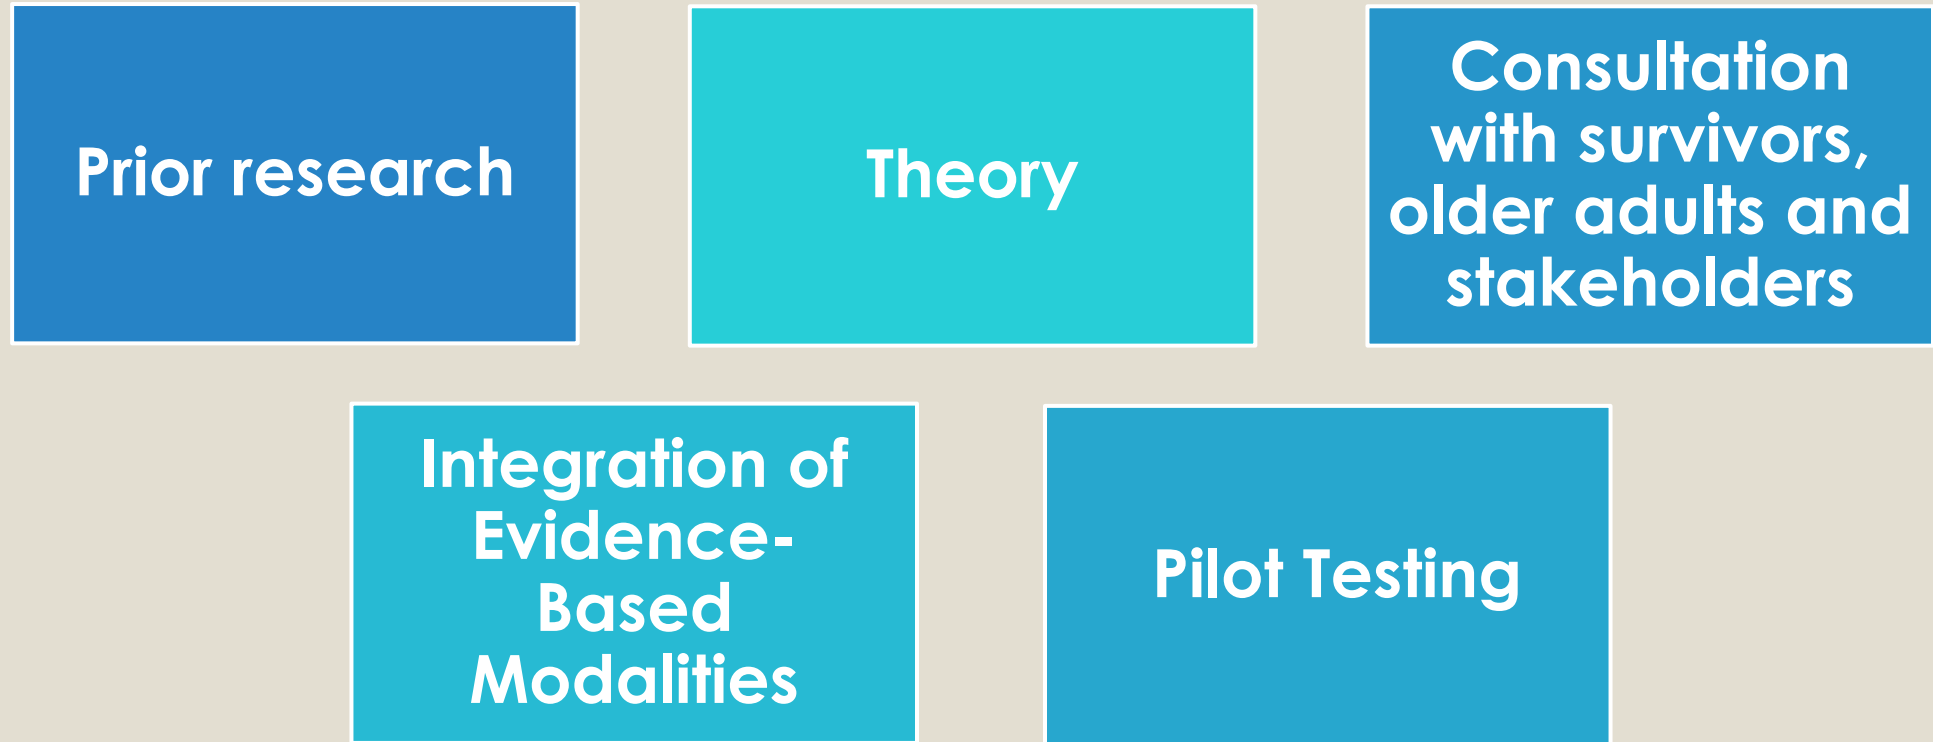 Prior research
Theory
Consultation
with survivors,
older adults and
stakeholders
Integration of
Evidence-
Based
Modalities
Pilot Testing